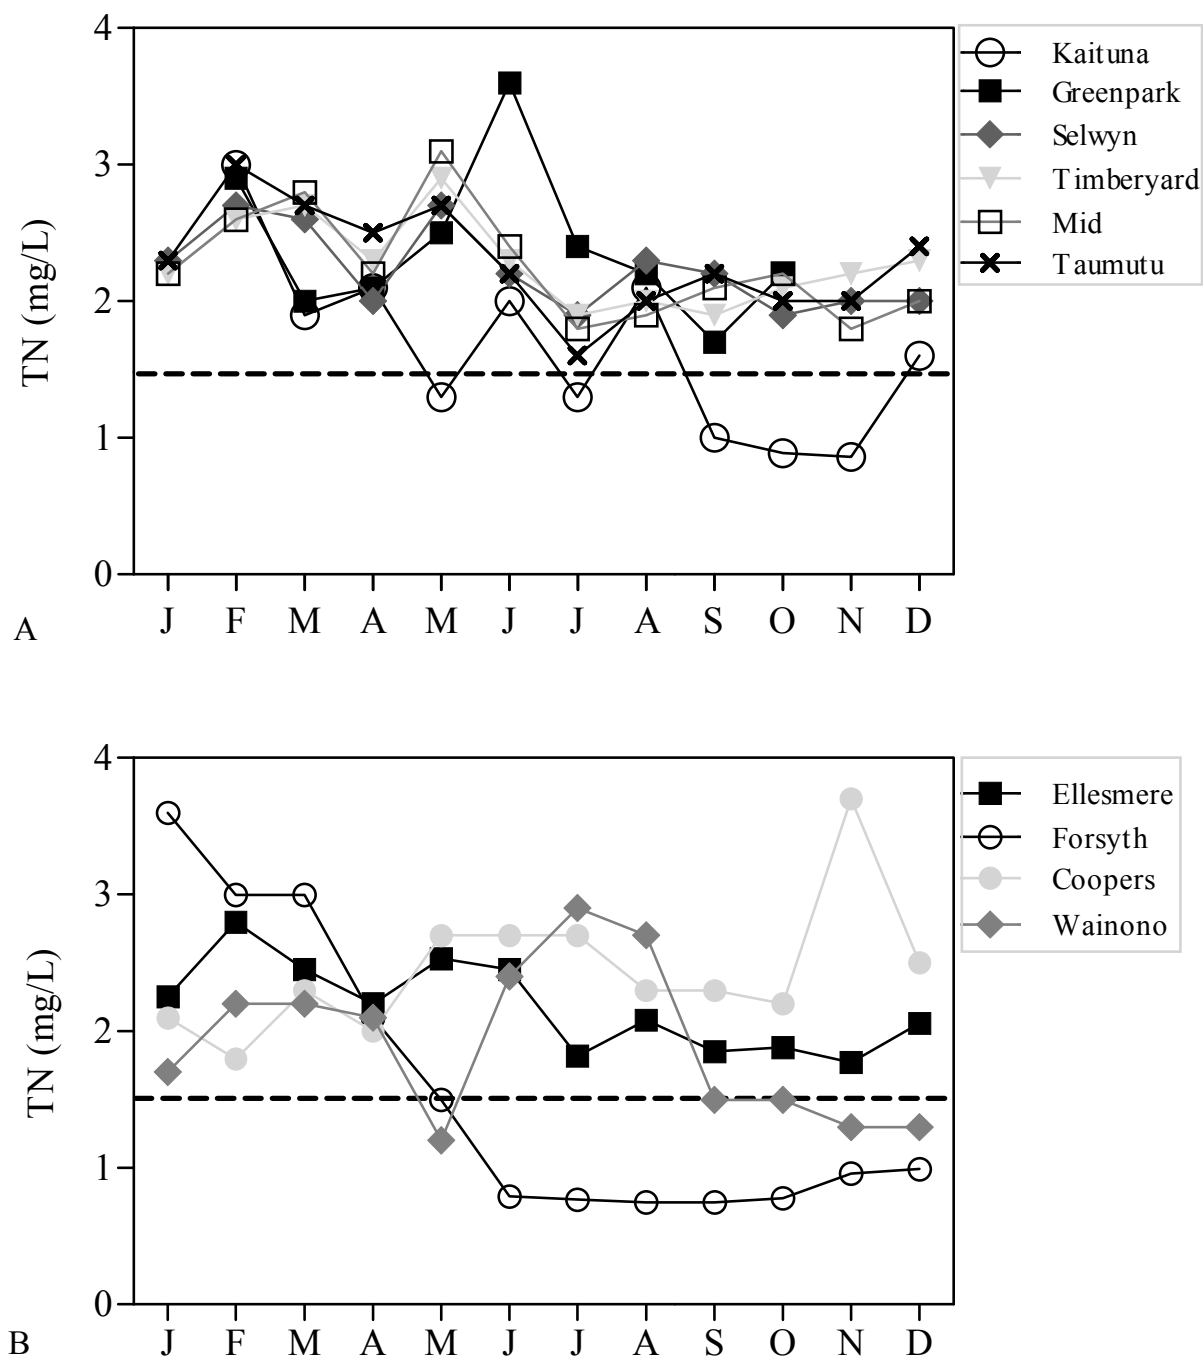 4
3
2
1
0
TN (mg/L)
J F M A M J J A S O N D
Kaituna
Greenpark
Selwyn
Timberyard
Mid
Taumutu
A
4
3
2
1
0
TN (mg/L)
J F M A M J J A S O N D
Ellesmere
Forsyth
Coopers
Wainono
B